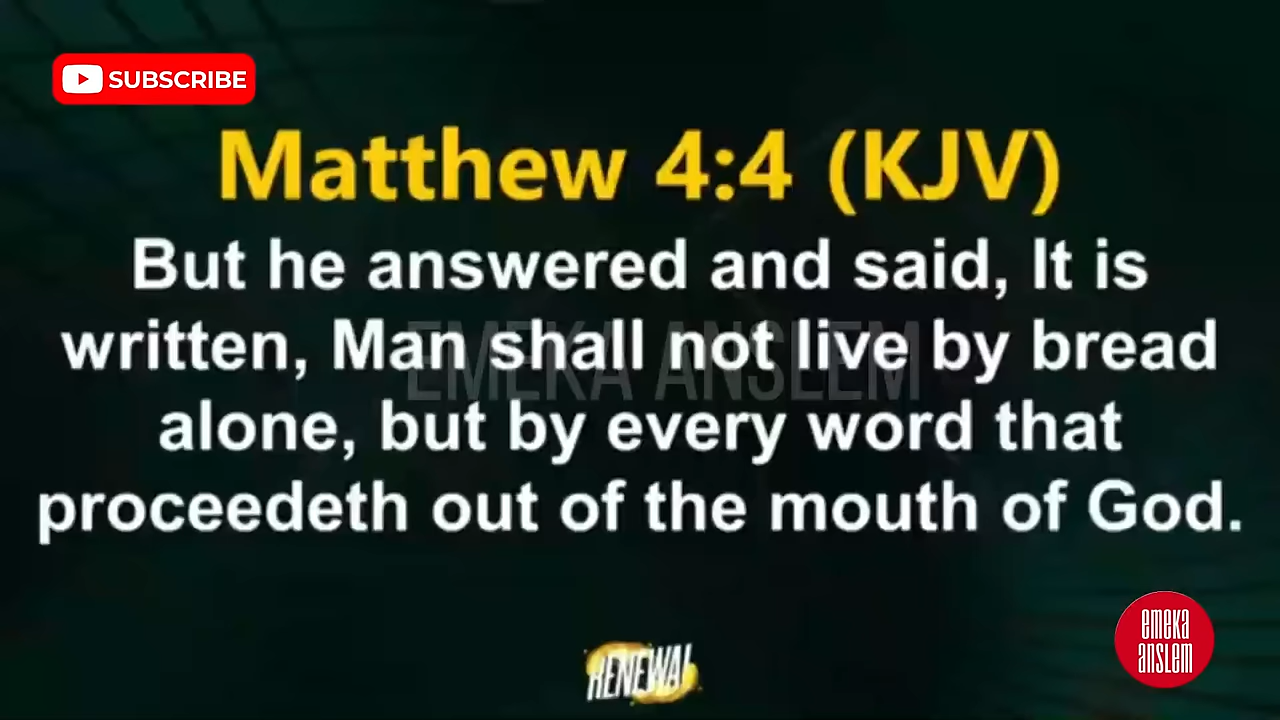 SUBSCRIBE
Matthew 4:4 (KJV)
But he answered and said, It is
written, Man shall not live by bread
alone, but by every word that
proceedeth out of the mouth of God.
EMEKA ANSLEM
RENEWAL
emeka
anslem